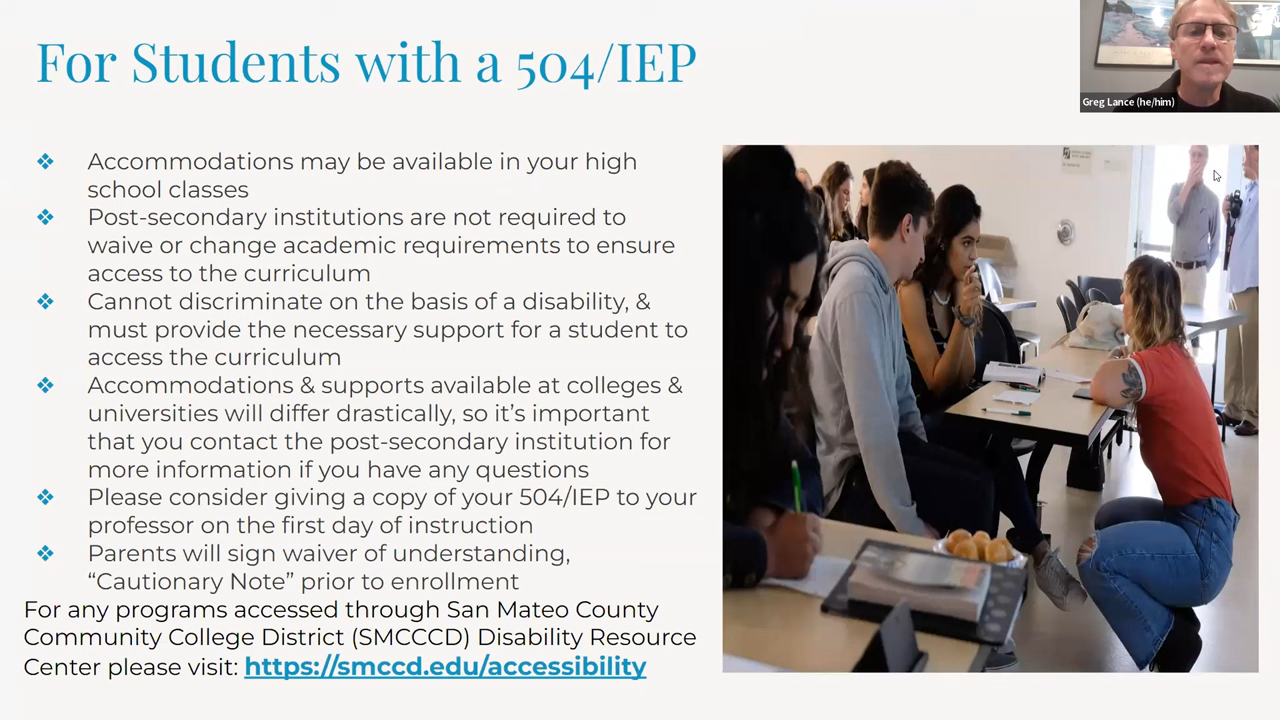 For Students with a 504/IEP
Greg Lance (he/him)
❖ Accommodations may be available in your high
school classes
❖ Post-secondary institutions are not required to
waive or change academic requirements to ensure
access to the curriculum
❖ Cannot discriminate on the basis of a disability, &
must provide the necessary support for a student to
access the curriculum
❖ Accommodations & supports available at colleges &
universities will differ drastically, so it’s important
that you contact the post-secondary institution for
more information if you have any questions
❖ Please consider giving a copy of your 504/IEP to your
professor on the first day of instruction
❖ Parents will sign waiver of understanding,
“Cautionary Note” prior to enrollment
For any programs accessed through San Mateo County
Community College District (SMCCCD) Disability Resource
Center please visit: https://smccd.edu/accessibility